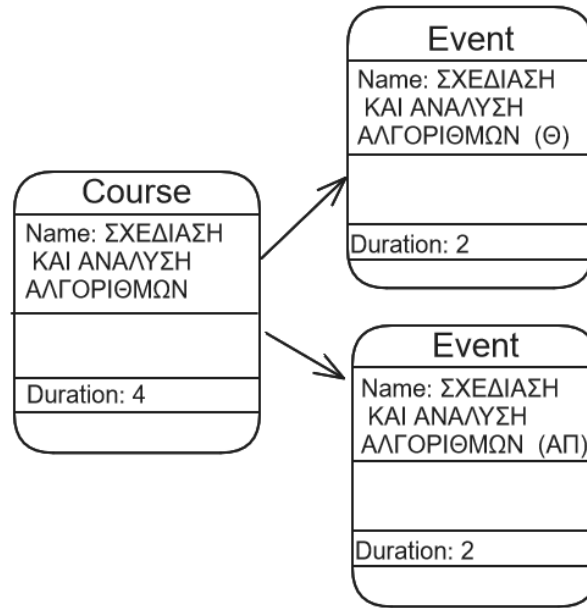 Course
Name: ΣΧΕΔΙΑΣΗ
ΚΑΙ ΑΝΑΛΥΣΗ
ΑΛΓΟΡΙΘΜΩΝ
Duration: 4
Event
Name: ΣΧΕΔΙΑΣΗ
ΚΑΙ ΑΝΑΛΥΣΗ
ΑΛΓΟΡΙΘΜΩΝ (Θ)
Duration: 2
Event
Name: ΣΧΕΔΙΑΣΗ
ΚΑΙ ΑΝΑΛΥΣΗ
ΑΛΓΟΡΙΘΜΩΝ (ΑΠ)
Duration: 2